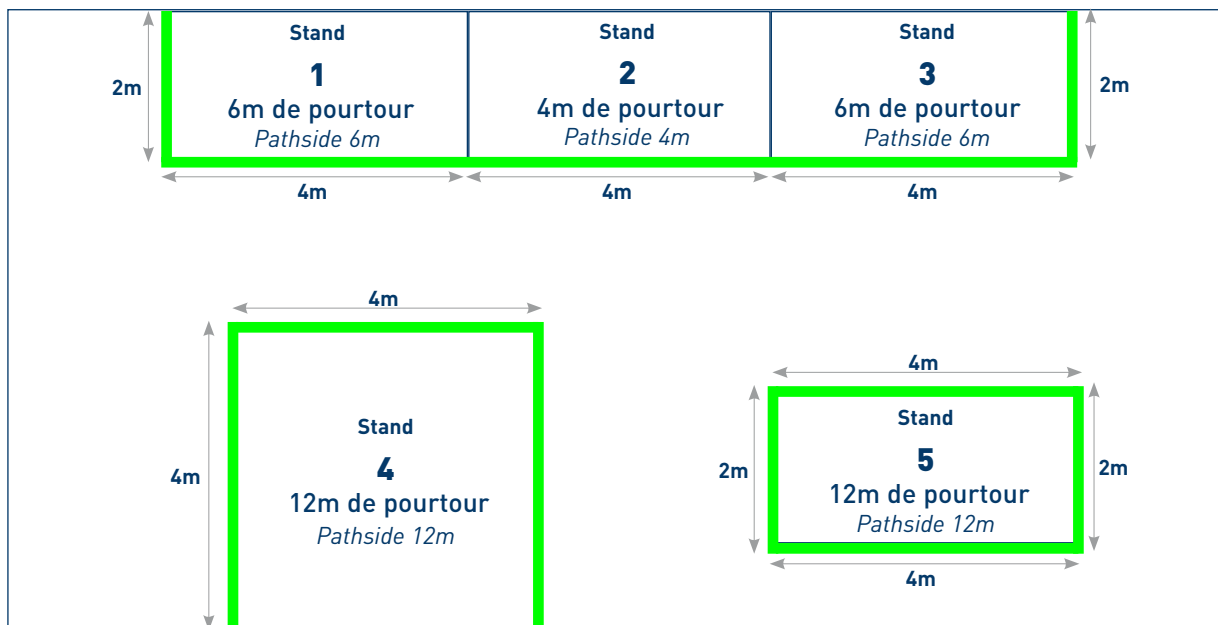 Stand
1
6m de pourtour
Pathside 6m
Stand
2
4m de pourtour
Pathside 4m
Stand
3
6m de pourtour
Pathside 6m
2m
2m
4m
4m
4m
4m
4m
Stand
4
12m de pourtour
Pathside 12m
4m
2m
Stand
5
12m de pourtour
Pathside 12m
2m
4m